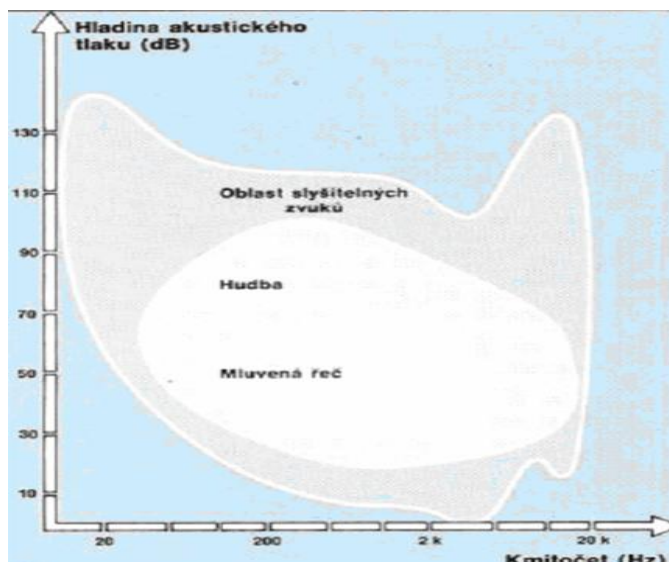 Hladina akustického
tlaku (dB)
130
110
90
70
50
30
10
Oblast slyšitelných
zvuků
Hudba
Mluvená řeč
20
200
2 k
20 k
Kmitočet (Hz)